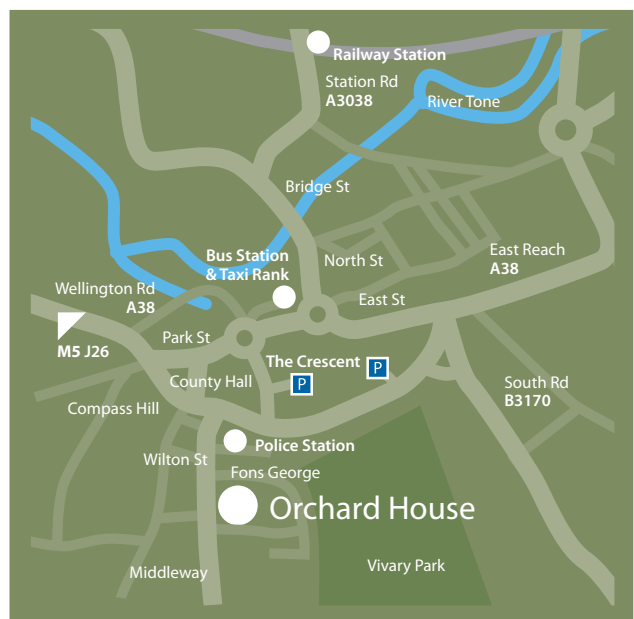 Railway Station
Station Rd
A3038
River Tone
Bridge St
Bus Station
& Taxi Rank
North St
East Reach
A38
Wellington Rd
A38
East St
Park St
M5 J26
The Crescent
P
P
County Hall
South Rd
B3170
Compass Hill
Police Station
Wilton St
Fons George
Orchard House
Middleway
Vivary Park